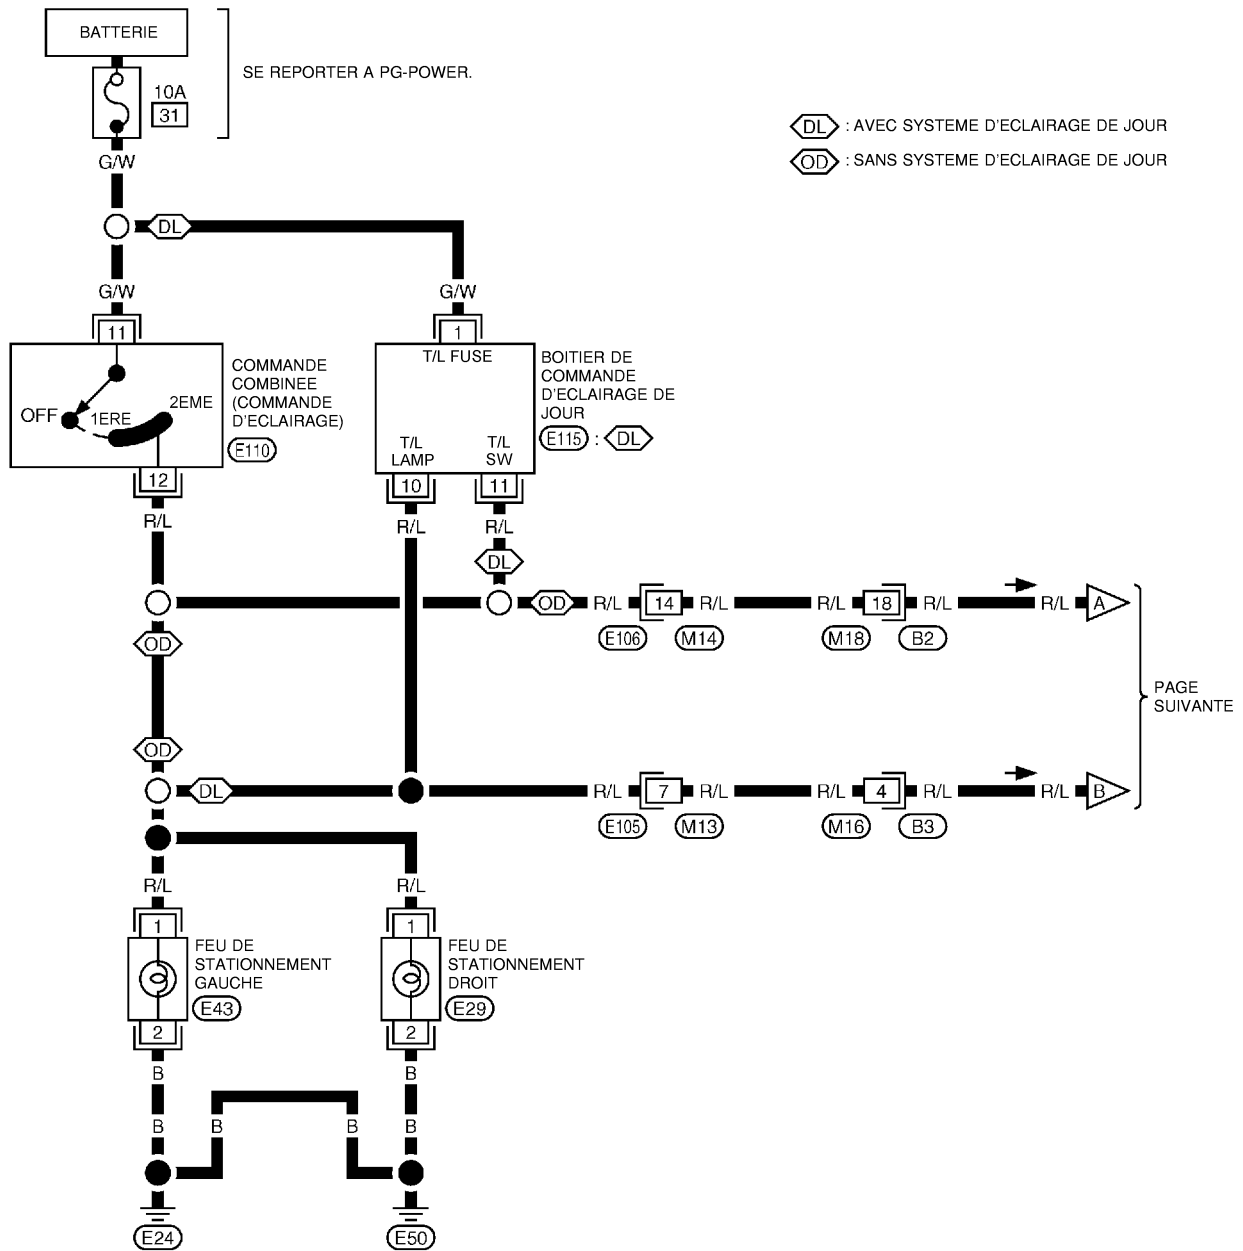 BATTERIE
SE REPORTER A PG-POWER.
10A
31
DL : AVEC SYSTEME D'ECLAIRAGE DE JOUR
OD : SANS SYSTEME D'ECLAIRAGE DE JOUR
G/W
DL
G/W
G/W
11
1
T/L FUSE
COMMANDE
COMBINEE
(COMMANDE
D'ECLAIRAGE)
E110
OFF
1ERE
2EME
BOITIER DE
COMMANDE
D'ECLAIRAGE DE
JOUR
E115 : DL
T/L
LAMP
T/L
SW
12
10
11
R/L
R/L
R/L
DL
OD
R/L
14
R/L
R/L
18
R/L
R/L
A
OD
E106
M14
M18
B2
PAGE
SUIVANTE
OD
DL
R/L
7
R/L
R/L
4
R/L
R/L
B
E105
M13
M16
B3
R/L
R/L
1
1
FEU DE
STATIONNEMENT
GAUCHE
E43
FEU DE
STATIONNEMENT
DROIT
E29
2
2
B
B
B
B
B
B
E24
E50